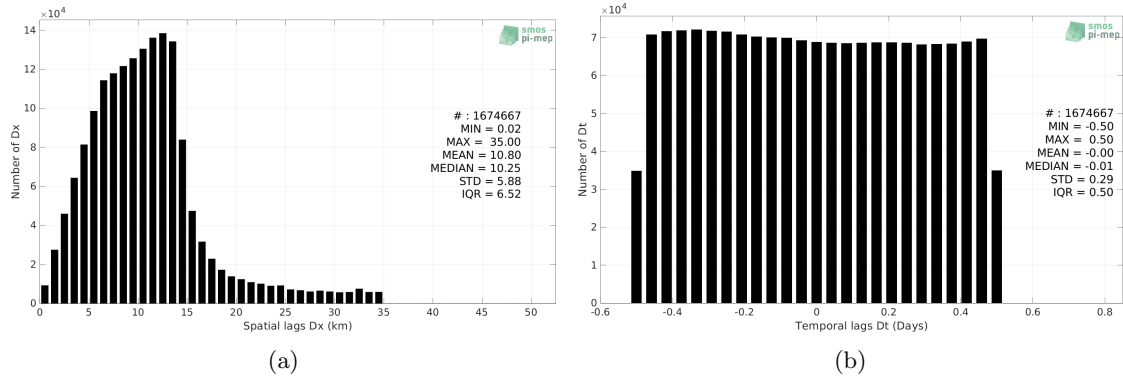 ×10⁴
14
12
10
8
6
4
2
0
Number of Dx
smos
pi-mep
# : 1674667
MIN = 0.02
MAX = 35.00
MEAN = 10.80
MEDIAN = 10.25
STD = 5.88
IQR = 6.52
0 5 10 15 20 25 30 35 40 45 50
Spatial lags Dx (km)
(a)
×10⁴
7
6
5
4
3
2
1
0
Number of Dt
smos
pi-mep
# : 1674667
MIN = -0.50
MAX = 0.50
MEAN = -0.00
MEDIAN = -0.01
STD = 0.29
IQR = 0.50
-0.6 -0.4 -0.2 0 0.2 0.4 0.6 0.8
Temporal lags Dt (Days)
(b)